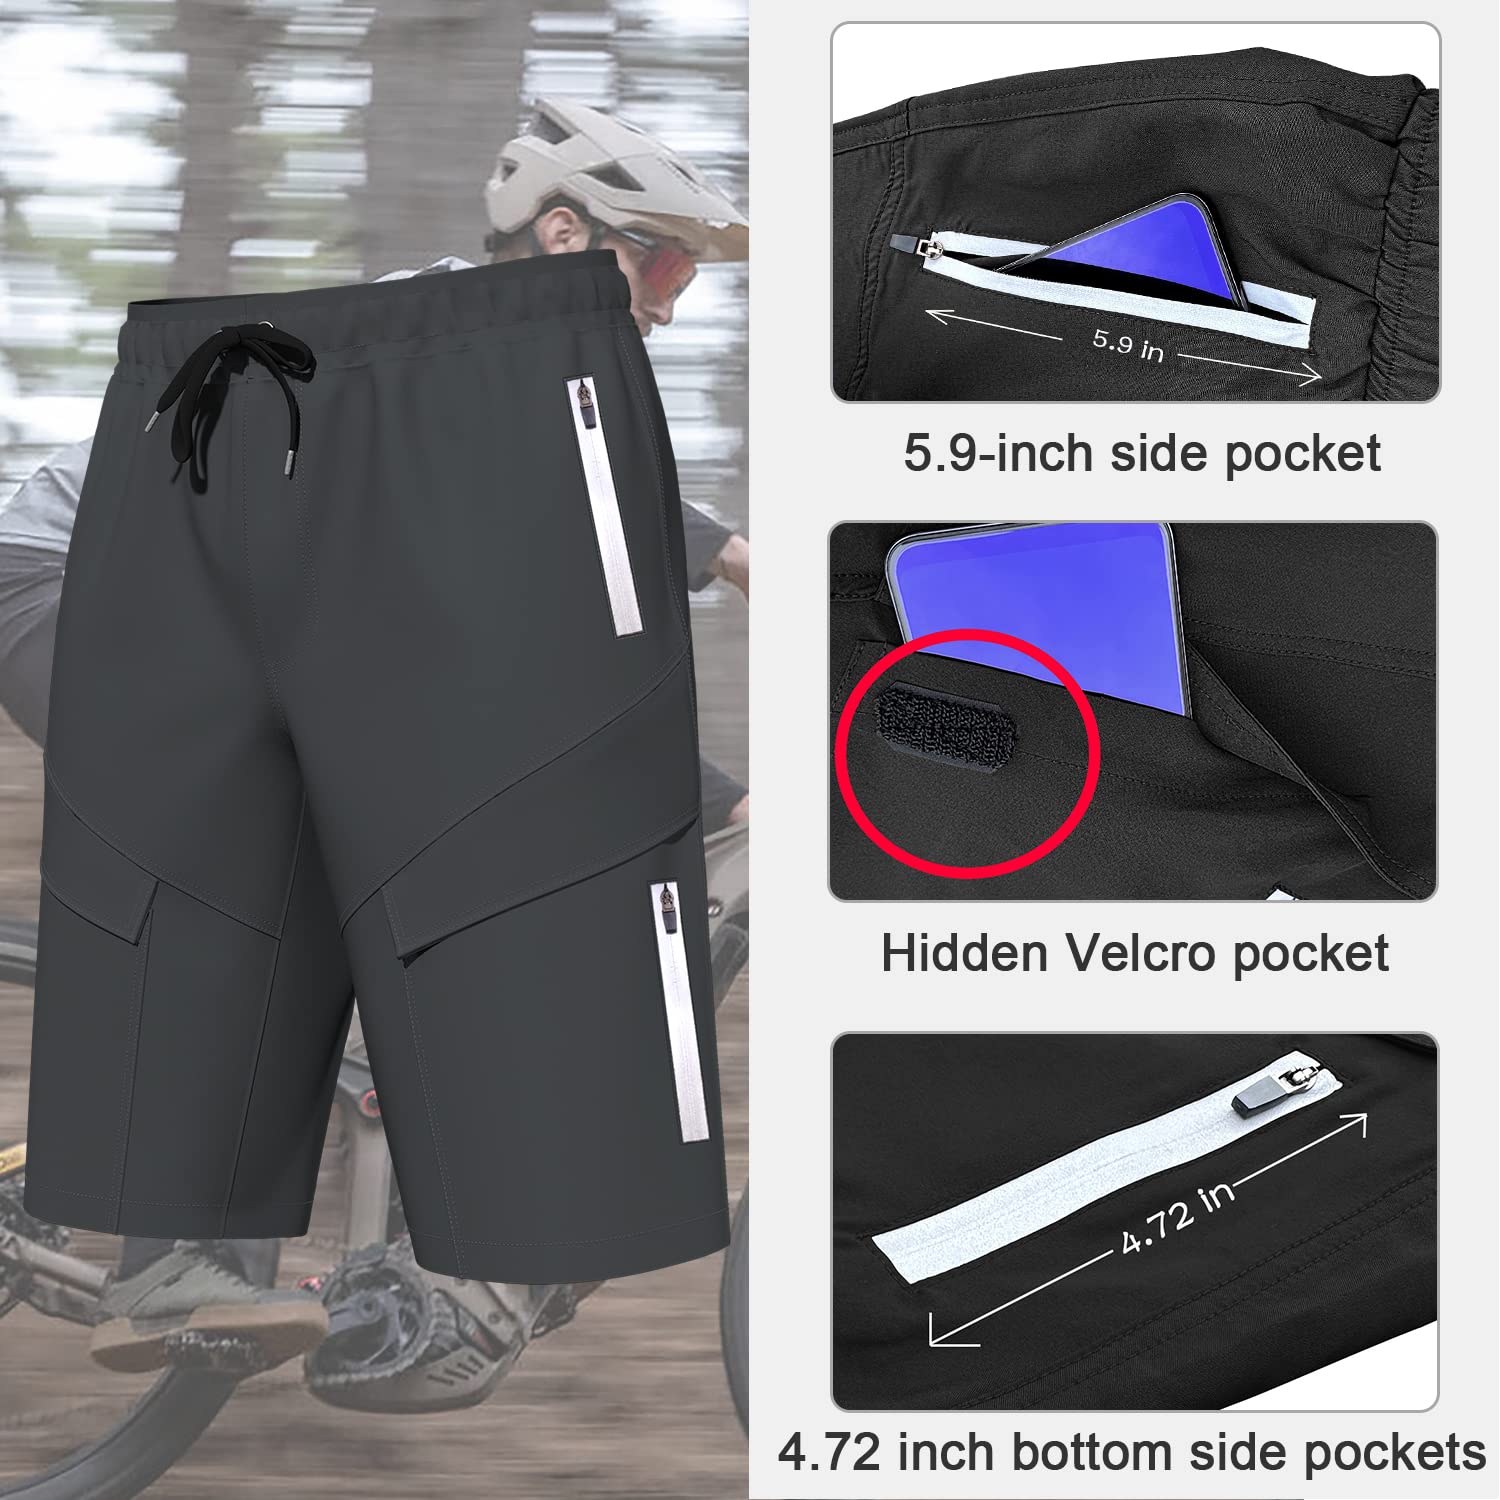 5.9 in
5.9-inch side pocket
Hidden Velcro pocket
4.72 in
4.72 inch bottom side pockets